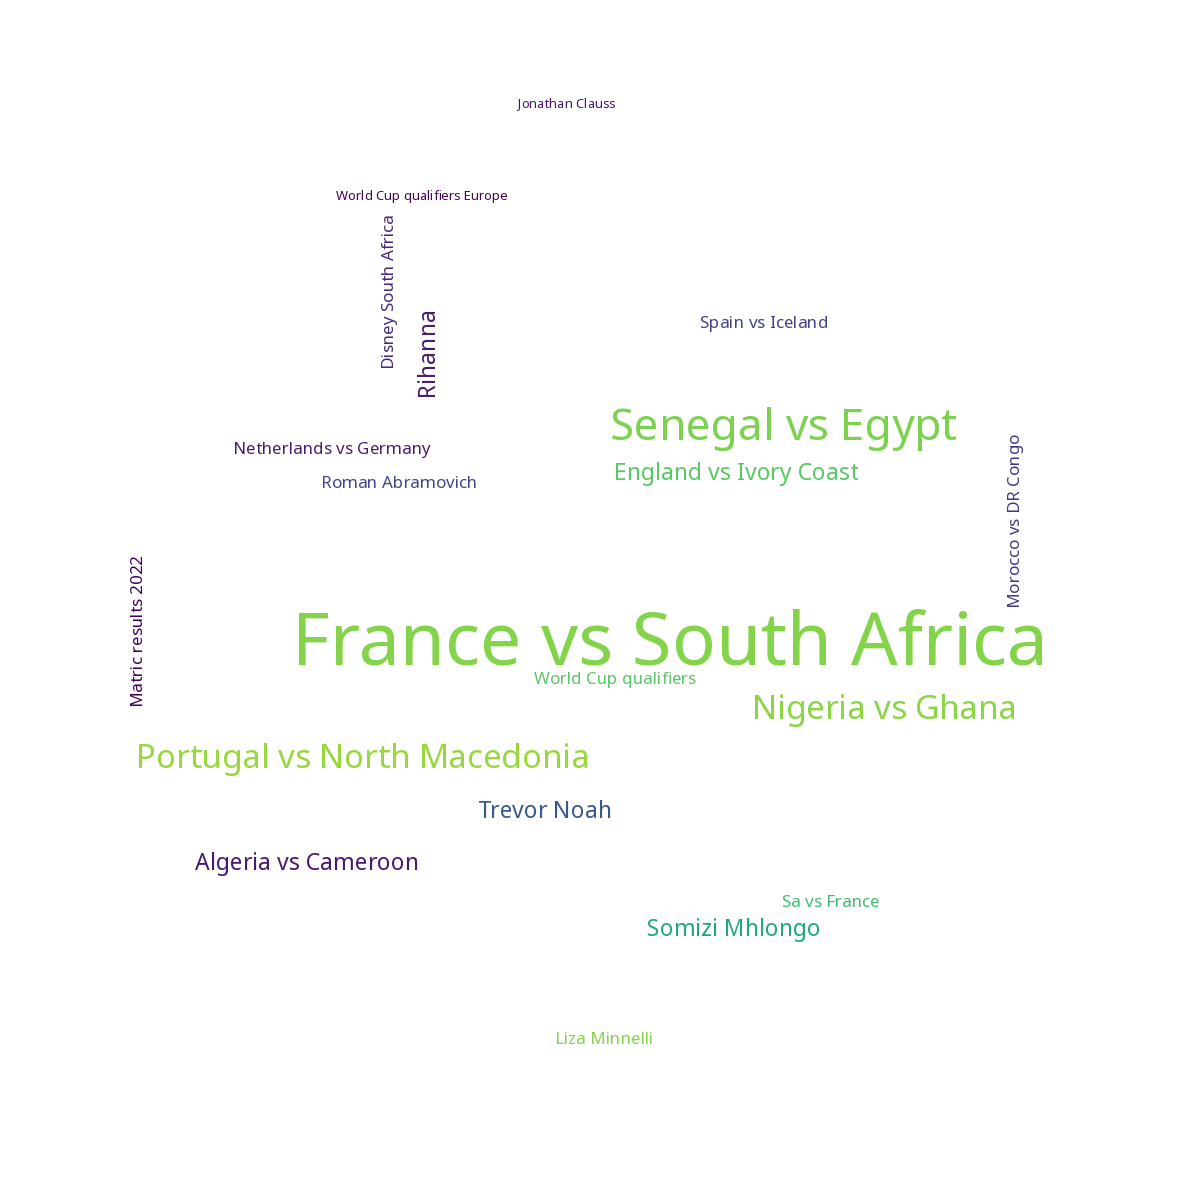 Jonathan Clauss
World Cup qualifiers Europe
Disney South Africa
Rihanna
Spain vs Iceland
Senegal vs Egypt
Netherlands vs Germany
England vs Ivory Coast
Roman Abramovich
Morocco vs DR Congo
Matric results 2022
France vs South Africa
World Cup qualifiers
Nigeria vs Ghana
Portugal vs North Macedonia
Trevor Noah
Algeria vs Cameroon
Sa vs France
Somizi Mhlongo
Liza Minnelli